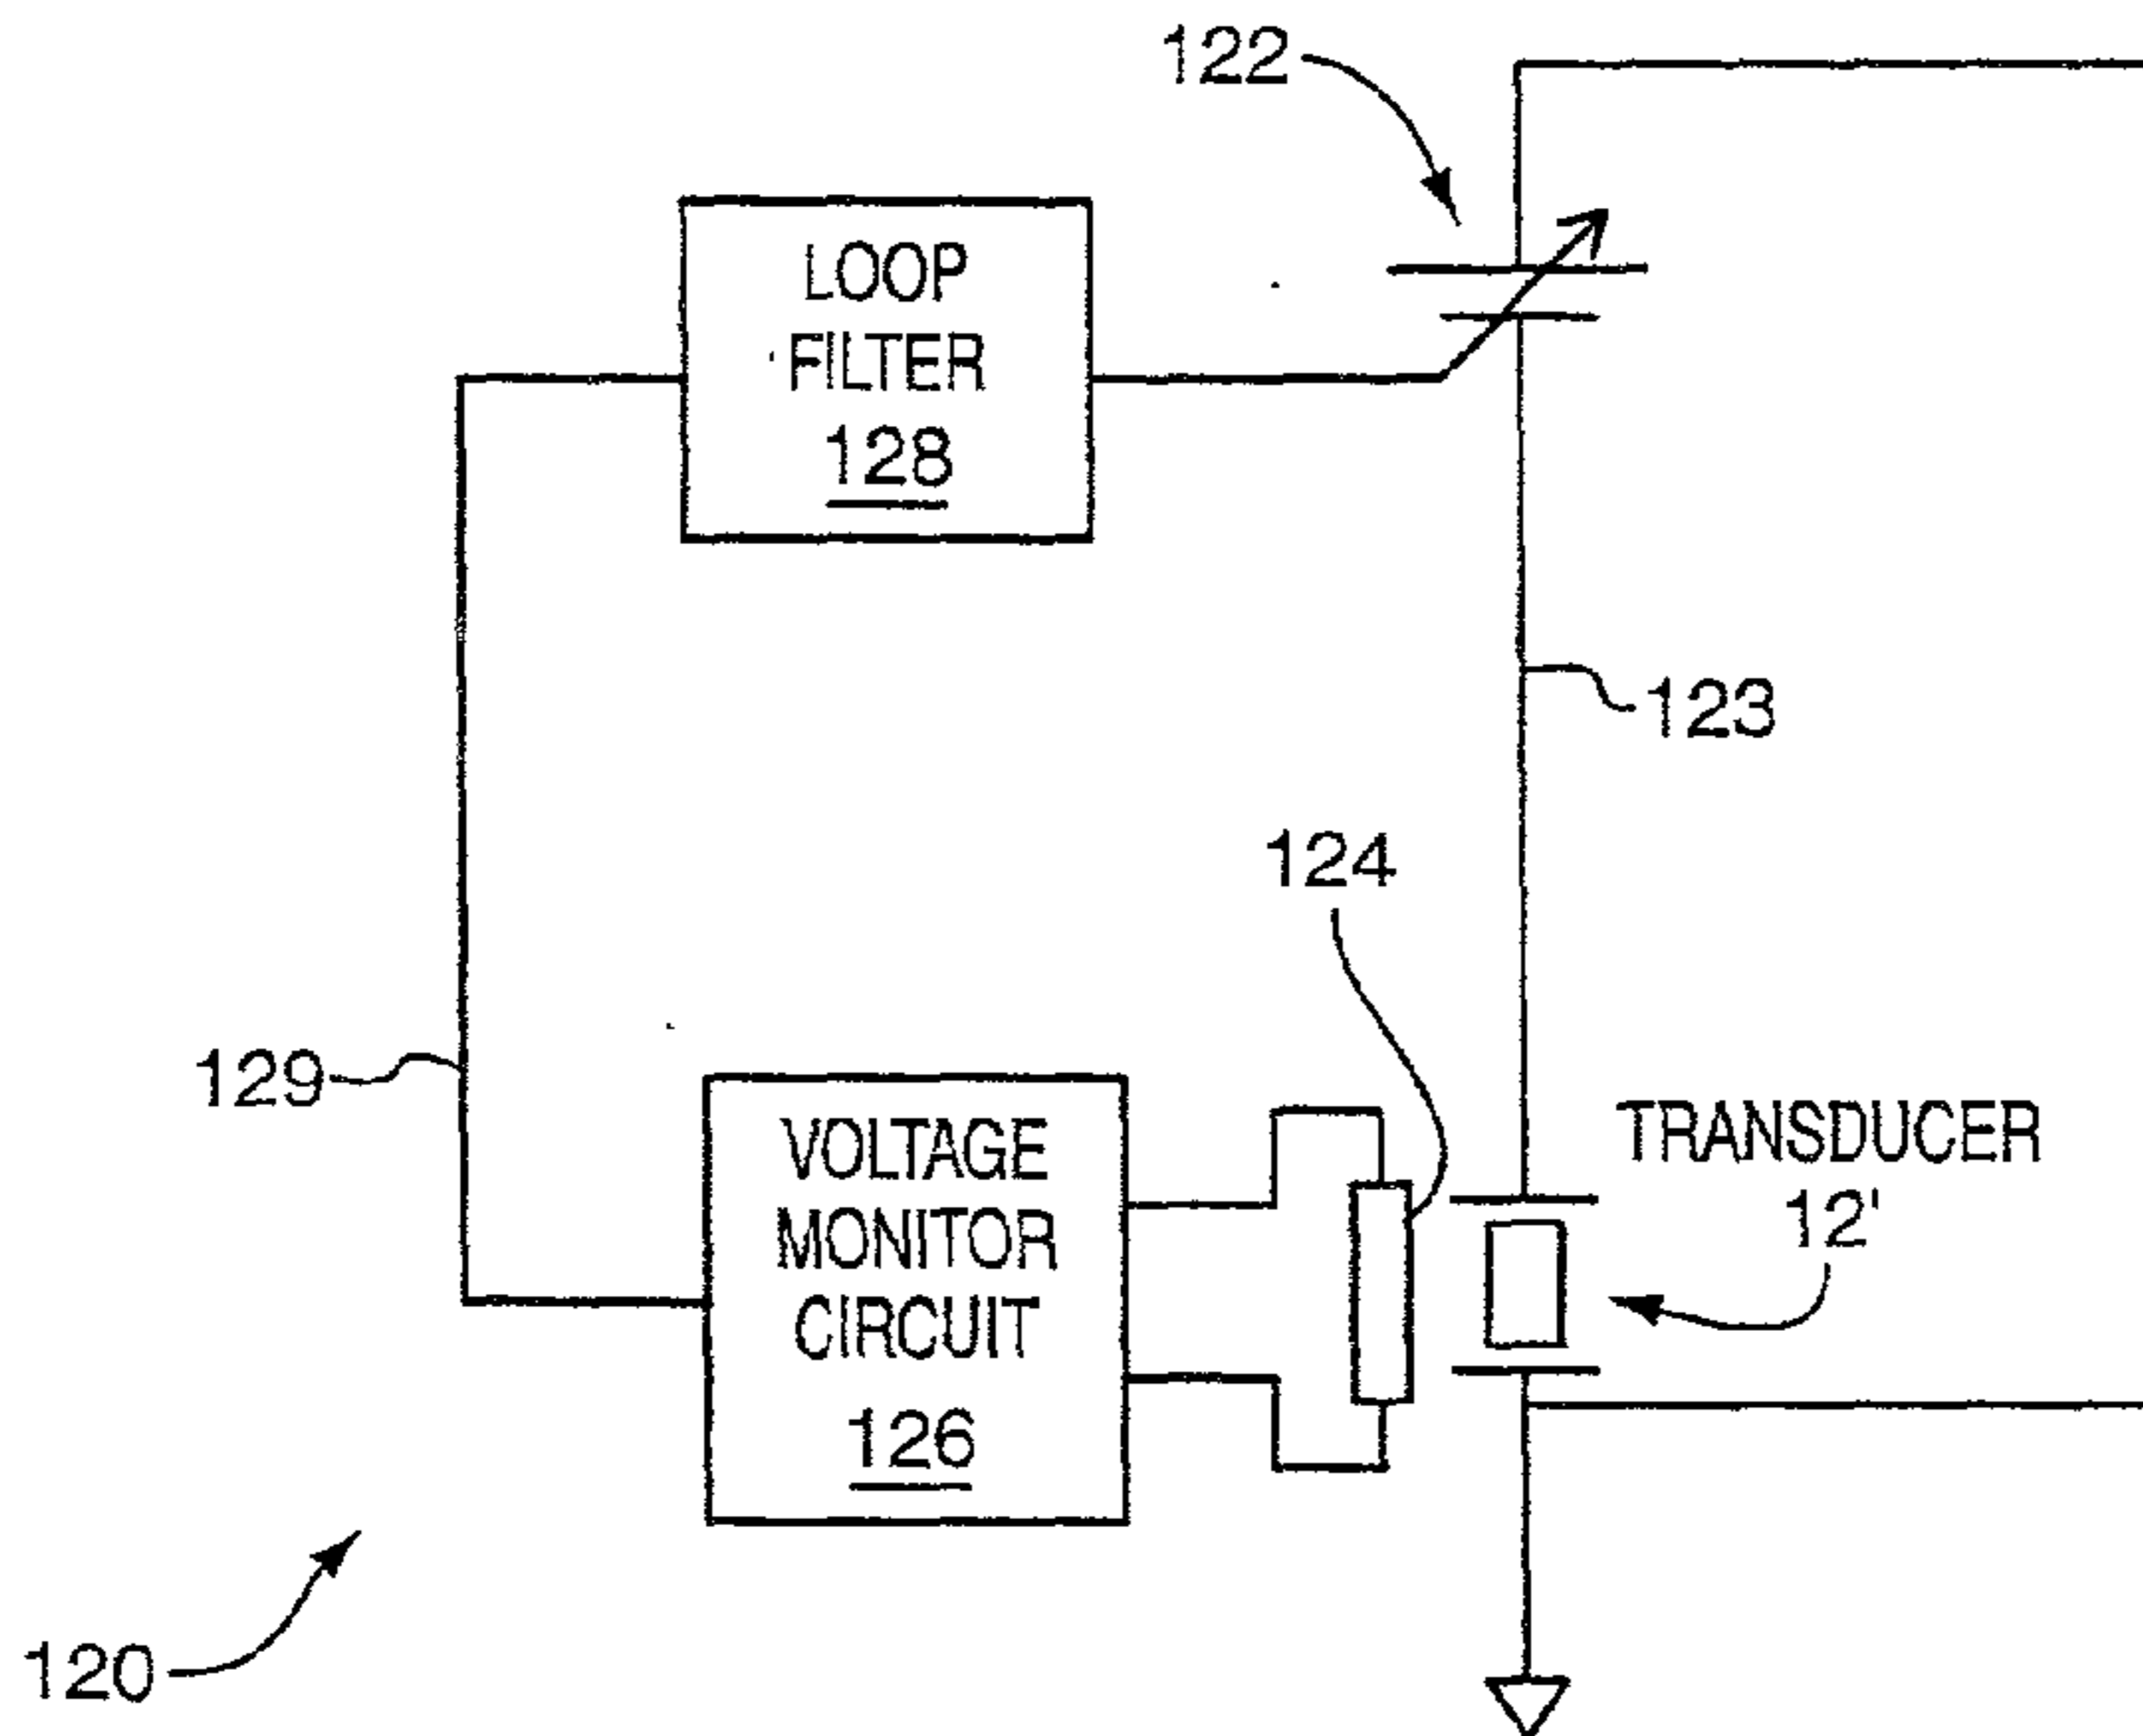 122
LOOP
FILTER
128
123
124
129
VOLTAGE
MONITOR
CIRCUIT
126
TRANSDUCER
12'
120